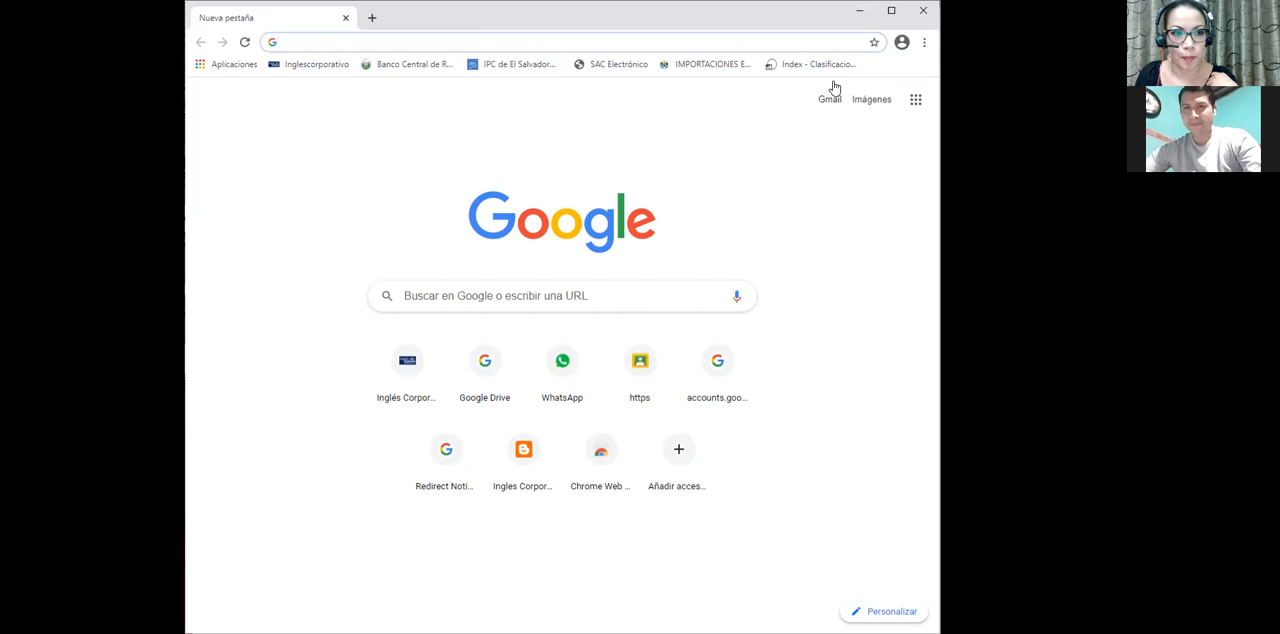 Nueva pestaña
Aplicaciones Inglescorporativo Banco Central de R... IPC de El Salvador... SAC Electrónico IMPORTACIONES E... Index - Clasificacio...
Gmail Imágenes
Google
Buscar en Google o escribir una URL
Inglés Corpor... Google Drive WhatsApp https accounts.goo...
Redirect Noti... Ingles Corpor... Chrome Web ... Añadir acces...
Personalizar